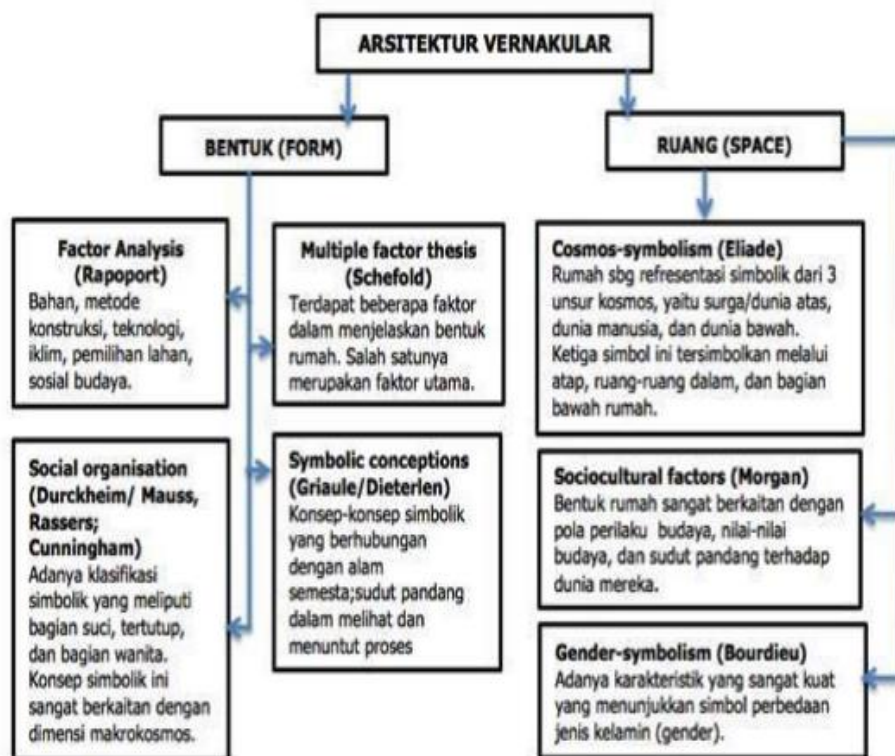 ARSITEKTUR VERNAKULAR
BENTUK (FORM)
RUANG (SPACE)
Factor Analysis
(Rapoport)
Bahan, metode
konstruksi, teknologi,
iklim, pemilihan lahan,
sosial budaya.
Multiple factor thesis
(Schefold)
Terdapat beberapa faktor
dalam menjelaskan bentuk
rumah. Salah satunya
merupakan faktor utama.
Social organisation
(Durckheim/ Mauss,
Rassers;
Cunningham)
Adanya klasifikasi
simbolik yang meliputi
bagian suci, tertutup,
dan bagian wanita.
Konsep simbolik ini
sangat berkaitan dengan
dimensi makrokosmos.
Symbolic conceptions
(Griaule/Dieterlen)
Konsep-konsep simbolik
yang berhubungan
dengan alam
semesta;sudut pandang
dalam melihat dan
menuntut proses
Cosmos-symbolism (Eliade)
Rumah sbg refresentasi simbolik dari 3
unsur kosmos, yaitu surga/dunia atas,
dunia manusia, dan dunia bawah.
Ketiga simbol ini tersimbolkan melalui
atap, ruang-ruang dalam, dan bagian
bawah rumah.
Sociocultural factors (Morgan)
Bentuk rumah sangat berkaitan dengan
pola perilaku budaya, nilai-nilai
budaya, dan sudut pandang terhadap
dunia mereka.
Gender-symbolism (Bourdieu)
Adanya karakteristik yang sangat kuat
yang menunjukkan simbol perbedaan
jenis kelamin (gender).